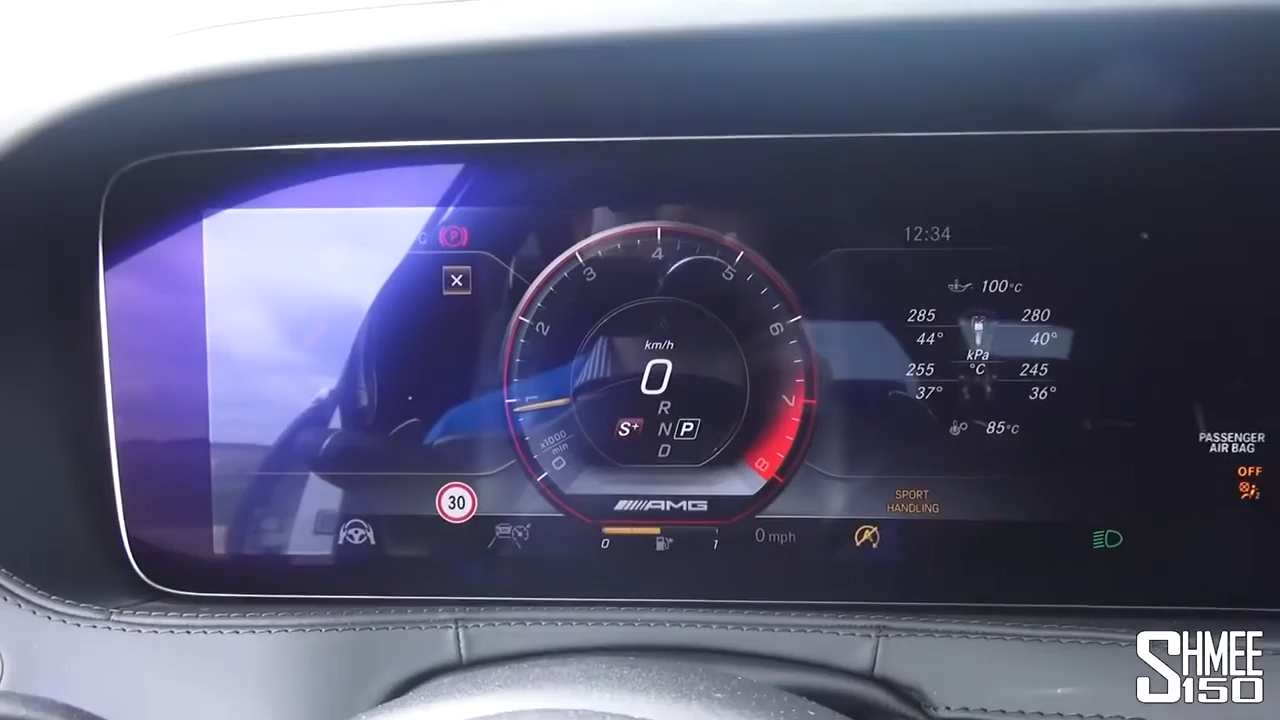 C
P
12:34
X
4
3
5
2
6
1
7
0
8
x1000
min
km/h
0
R
S+ N P
D
100°C
285 280
44° 40°
kPa
255 °C 245
37° 36°
85°C
PASSENGER
AIR BAG
OFF
2
AMG
SPORT
HANDLING
30
0 1
0 mph
A
SHMEE
150